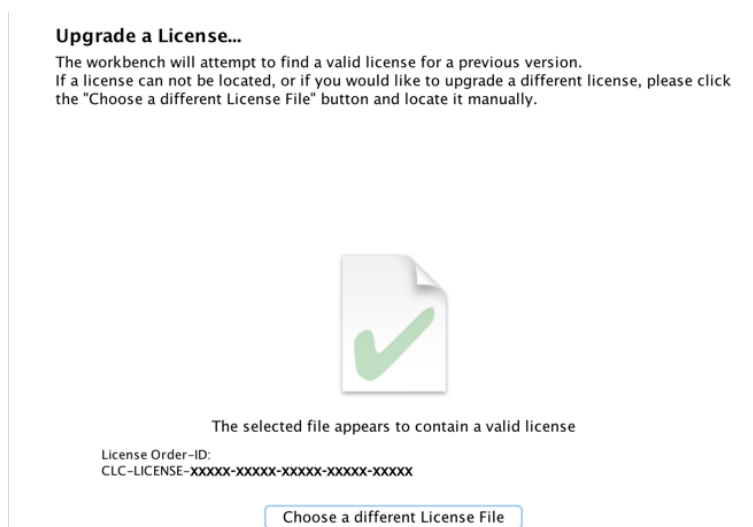 Upgrade a License...
The workbench will attempt to find a valid license for a previous version.
If a license can not be located, or if you would like to upgrade a different license, please click
the "Choose a different License File" button and locate it manually.
The selected file appears to contain a valid license
License Order-ID:
CLC-LICENSE-XXXXX-XXXXX-XXXXX-XXXXX-XXXXX
Choose a different License File